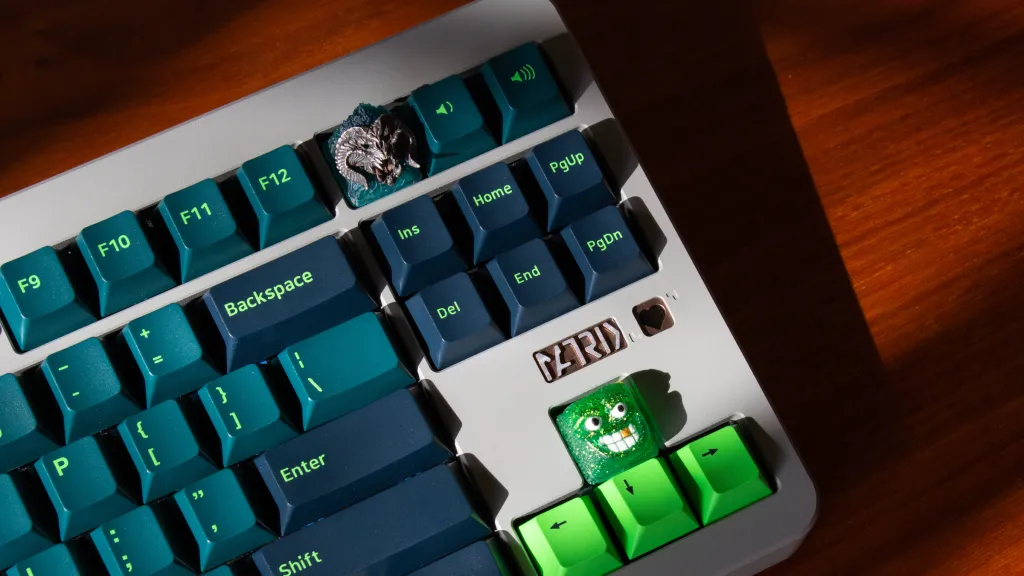 F9
F10
F11
F12
Ins
Home
PgUp
Del
End
PgDn
-
-
+
=
Backspace
P
{
[
}
]
|
\
:
;
”
,
Enter
Shift
←
↓
→